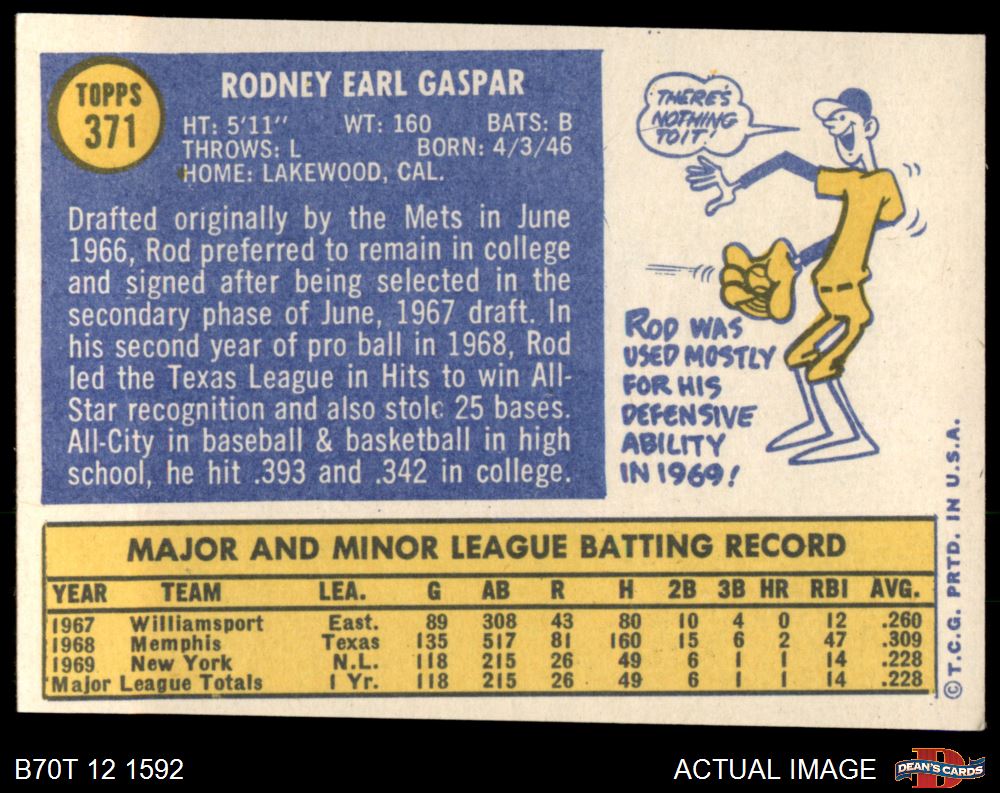 TOPPS
371
RODNEY EARL GASPAR
HT: 5'11" WT: 160 BATS: B
THROWS: L BORN: 4/3/46
HOME: LAKEWOOD, CAL.
Drafted originally by the Mets in June
1966, Rod preferred to remain in college
and signed after being selected in the
secondary phase of June, 1967 draft. In
his second year of pro ball in 1968, Rod
led the Texas League in Hits to win All-
Star recognition and also stole 25 bases.
All-City in baseball & basketball in high
school, he hit .393 and .342 in college.
THERE'S
NOTHING
TO IT!
ROD WAS
USED MOSTLY
FOR HIS
DEFENSIVE
ABILITY
IN 1969!
MAJOR AND MINOR LEAGUE BATTING RECORD
YEAR TEAM LEA. G AB R H 2B 3B HR RBI AVG.
1967 Williamsport East. 89 308 43 80 10 4 0 12 .260
1968 Memphis Texas 135 517 81 160 15 6 2 47 .309
1969 New York N.L. 118 215 26 49 6 1 1 14 .228
Major League Totals 1 Yr. 118 215 26 49 6 1 1 14 .228
© T.C.G. PRTD. IN U.S.A.
B70T 12 1592
ACTUAL IMAGE
DEAN'S CARDS